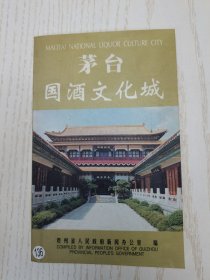 MAOTAI NATIONAL LIQUOR CULTURE CITY
茅台
国酒文化城
贵州省人民政府新闻办公室 编
COMPILED BY INFORMATION OFFICE OF GUIZHOU
PROVINCIAL PEOPLE'S GOVERNMENT